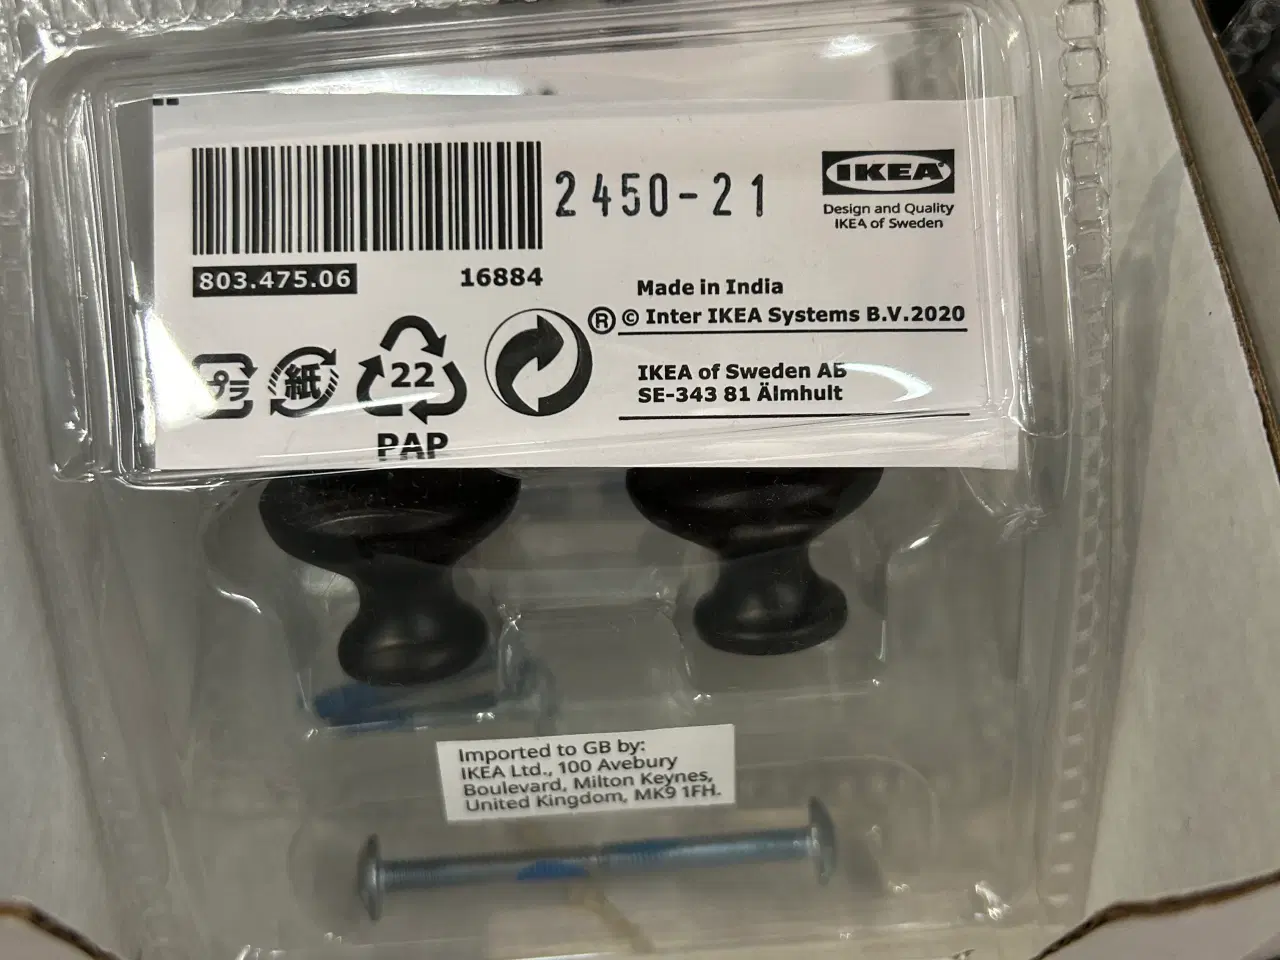 2450-21
IKEA
Design and Quality
IKEA of Sweden
803.475.06
16884
Made in India
® © Inter IKEA Systems B.V.2020
プラ
紙
22
PAP
IKEA of Sweden AB
SE-343 81 Älmhult
Imported to GB by:
IKEA Ltd., 100 Avebury
Boulevard, Milton Keynes,
United Kingdom, MK9 1FH.